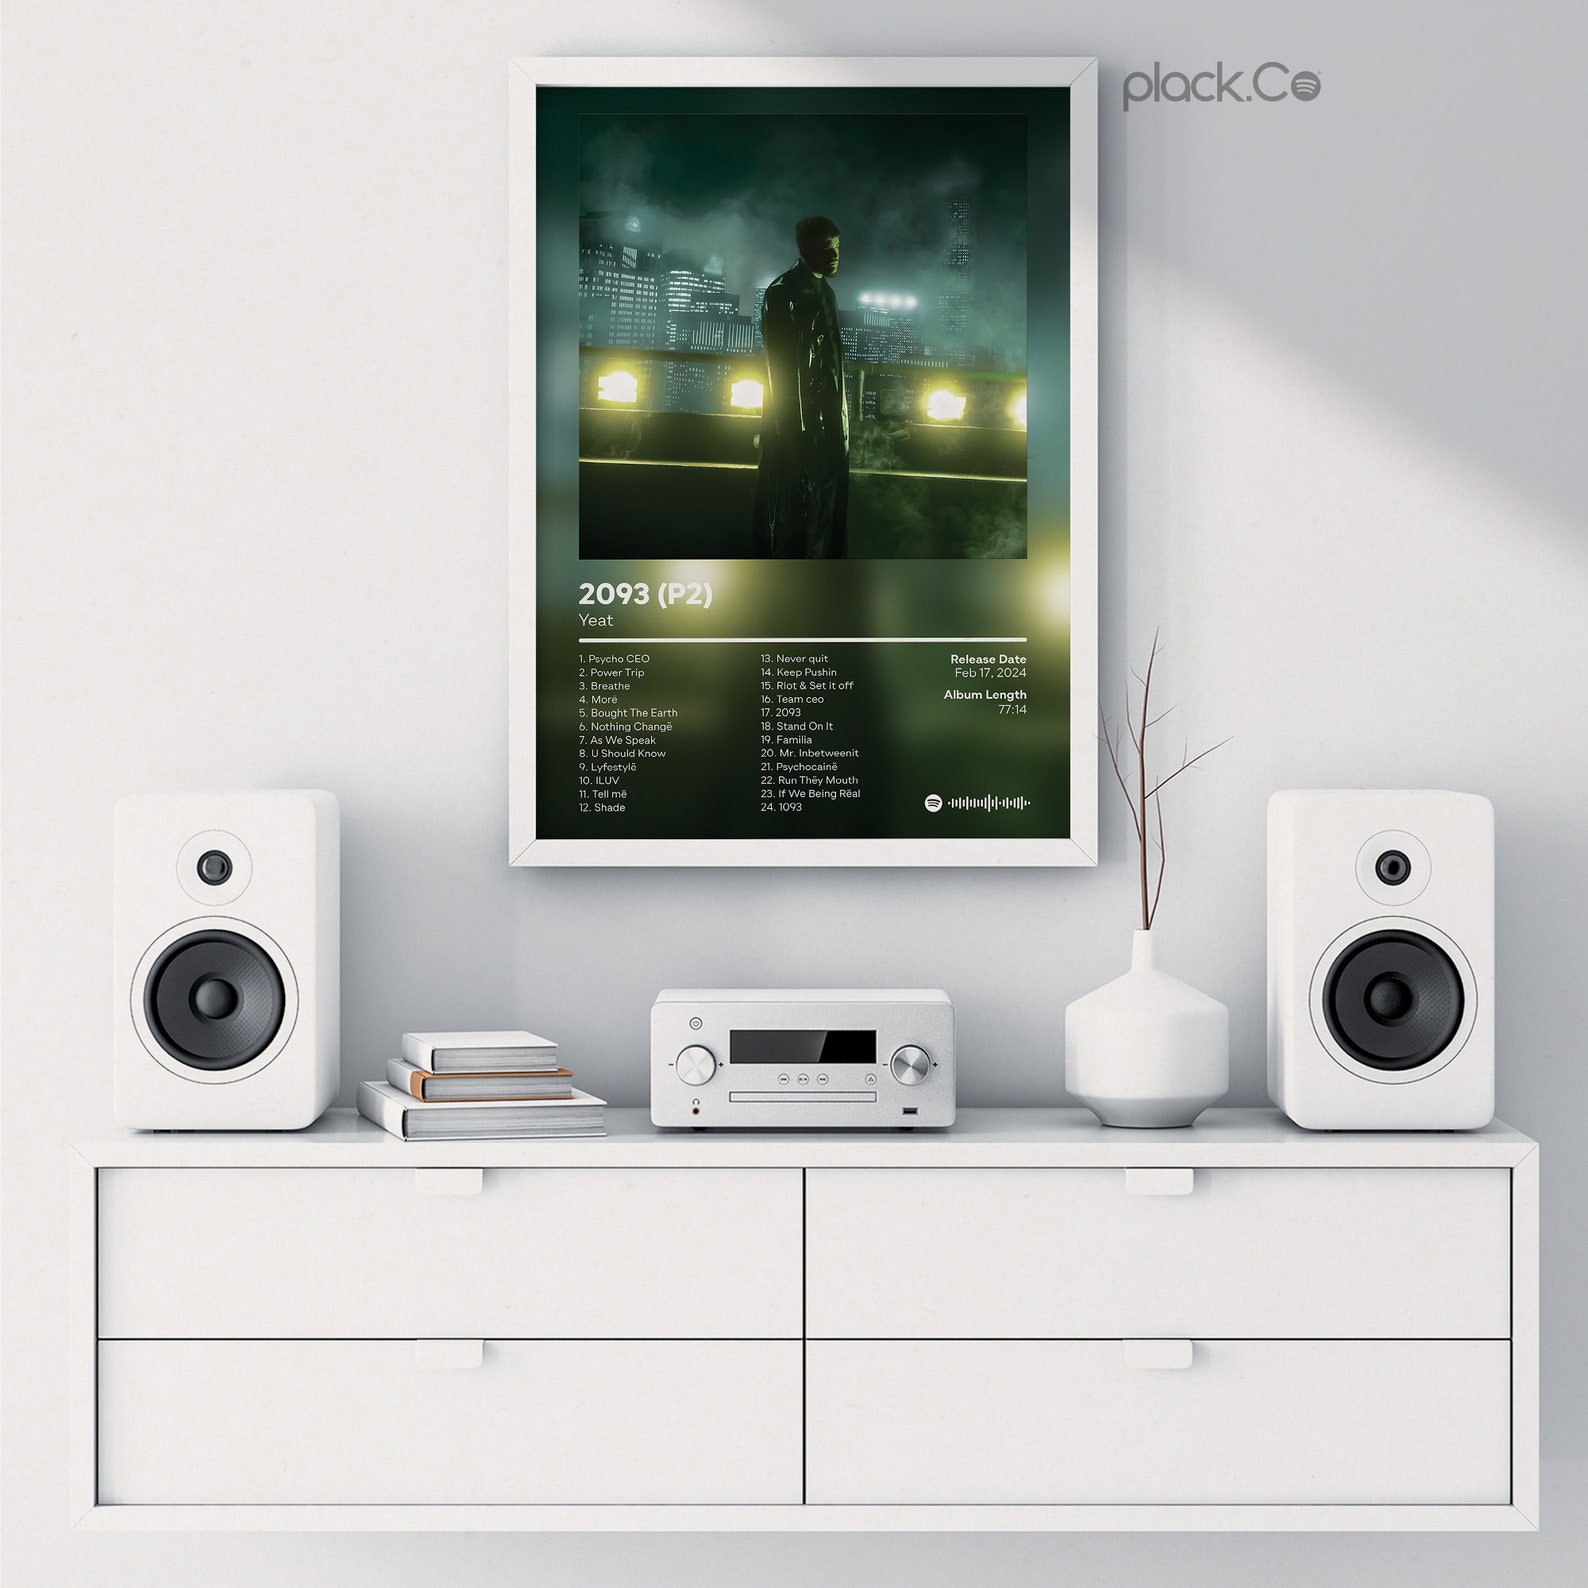 plack.Co
2093 (P2)
Yeat
1. Psycho CEO
2. Power Trip
3. Breathe
4. Morë
5. Bought The Earth
6. Nothing Changë
7. As We Speak
8. U Should Know
9. Lyfestylë
10. ILUV
11. Tell më
12. Shade
13. Never quit
14. Keep Pushin
15. Riot & Set it off
16. Team ceo
17. 2093
18. Stand On It
19. Familia
20. Mr. Inbetweenit
21. Psychocainë
22. Run Thëy Mouth
23. If We Being Rëal
24. 1093
Release Date
Feb 17, 2024
Album Length
77:14